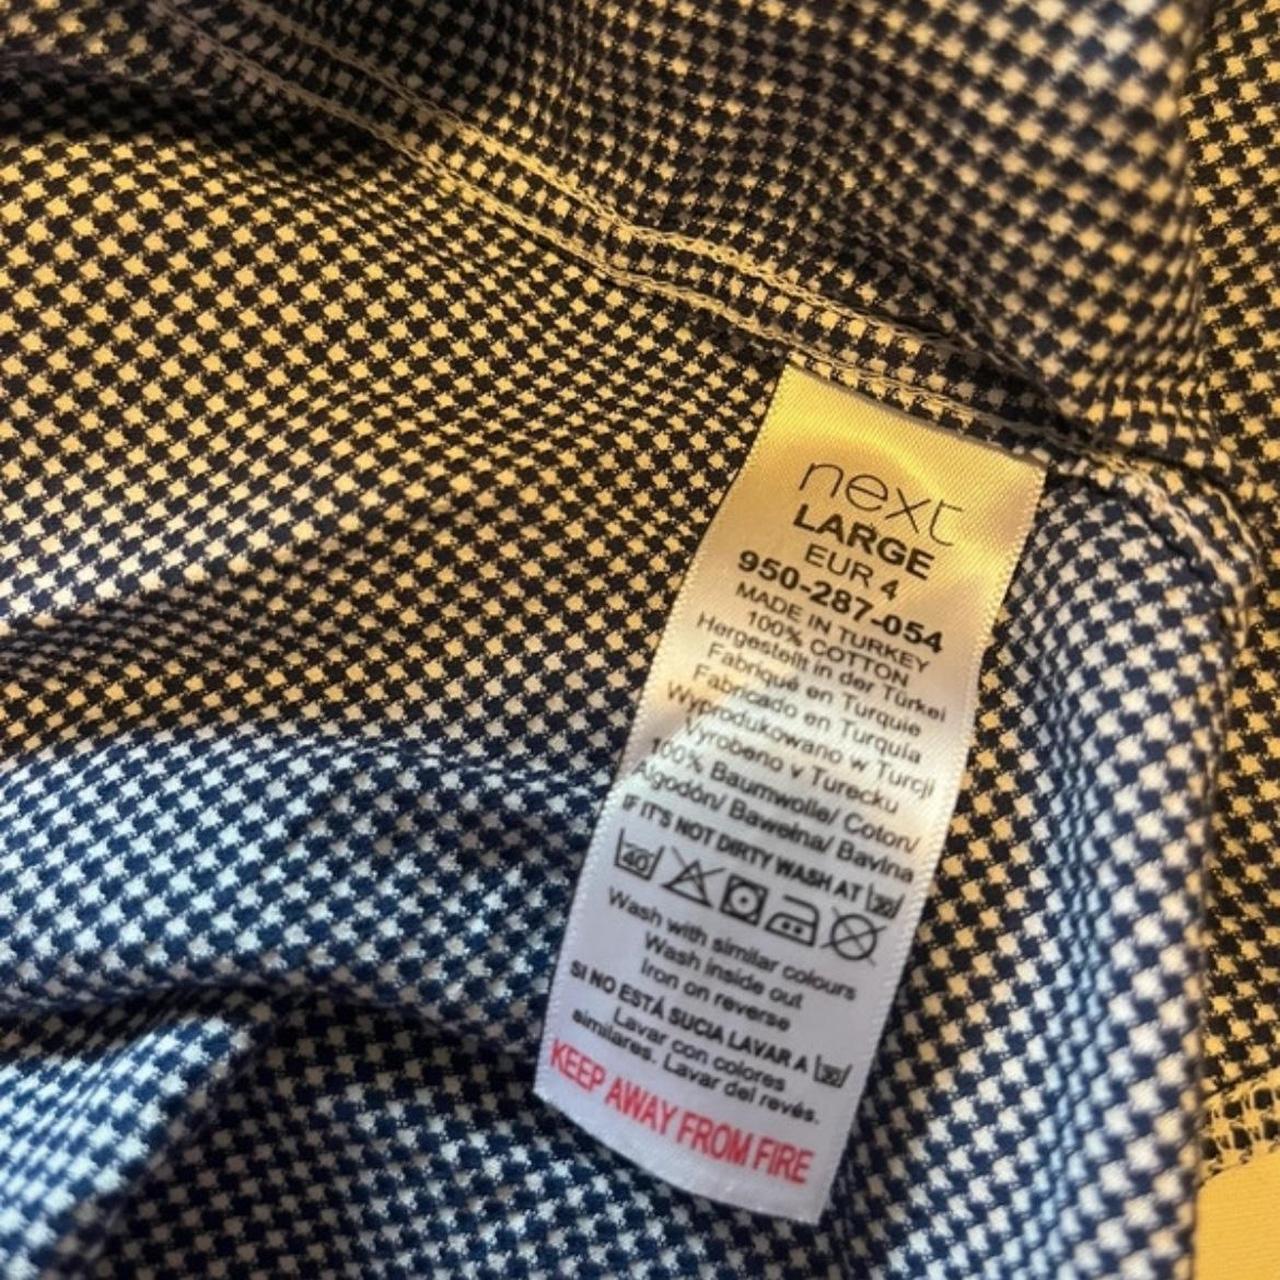 next
LARGE
EUR 4
950-287-054
MADE IN TURKEY
100% COTTON
Hergestellt in der Türkei
Fabriqué en Turquie
Fabricado en Turquía
Wyprodukowano w Turcji
Vyrobeno v Turecku
100% Baumwolle/ Coton/
Algodón/ Bawełna/ Bavlna
IF IT'S NOT DIRTY WASH AT 30
40
Wash with similar colours
Wash inside out
Iron on reverse
SI NO ESTÁ SUCIA LAVAR A 30
Lavar con colores
similares. Lavar del revés.
KEEP AWAY FROM FIRE